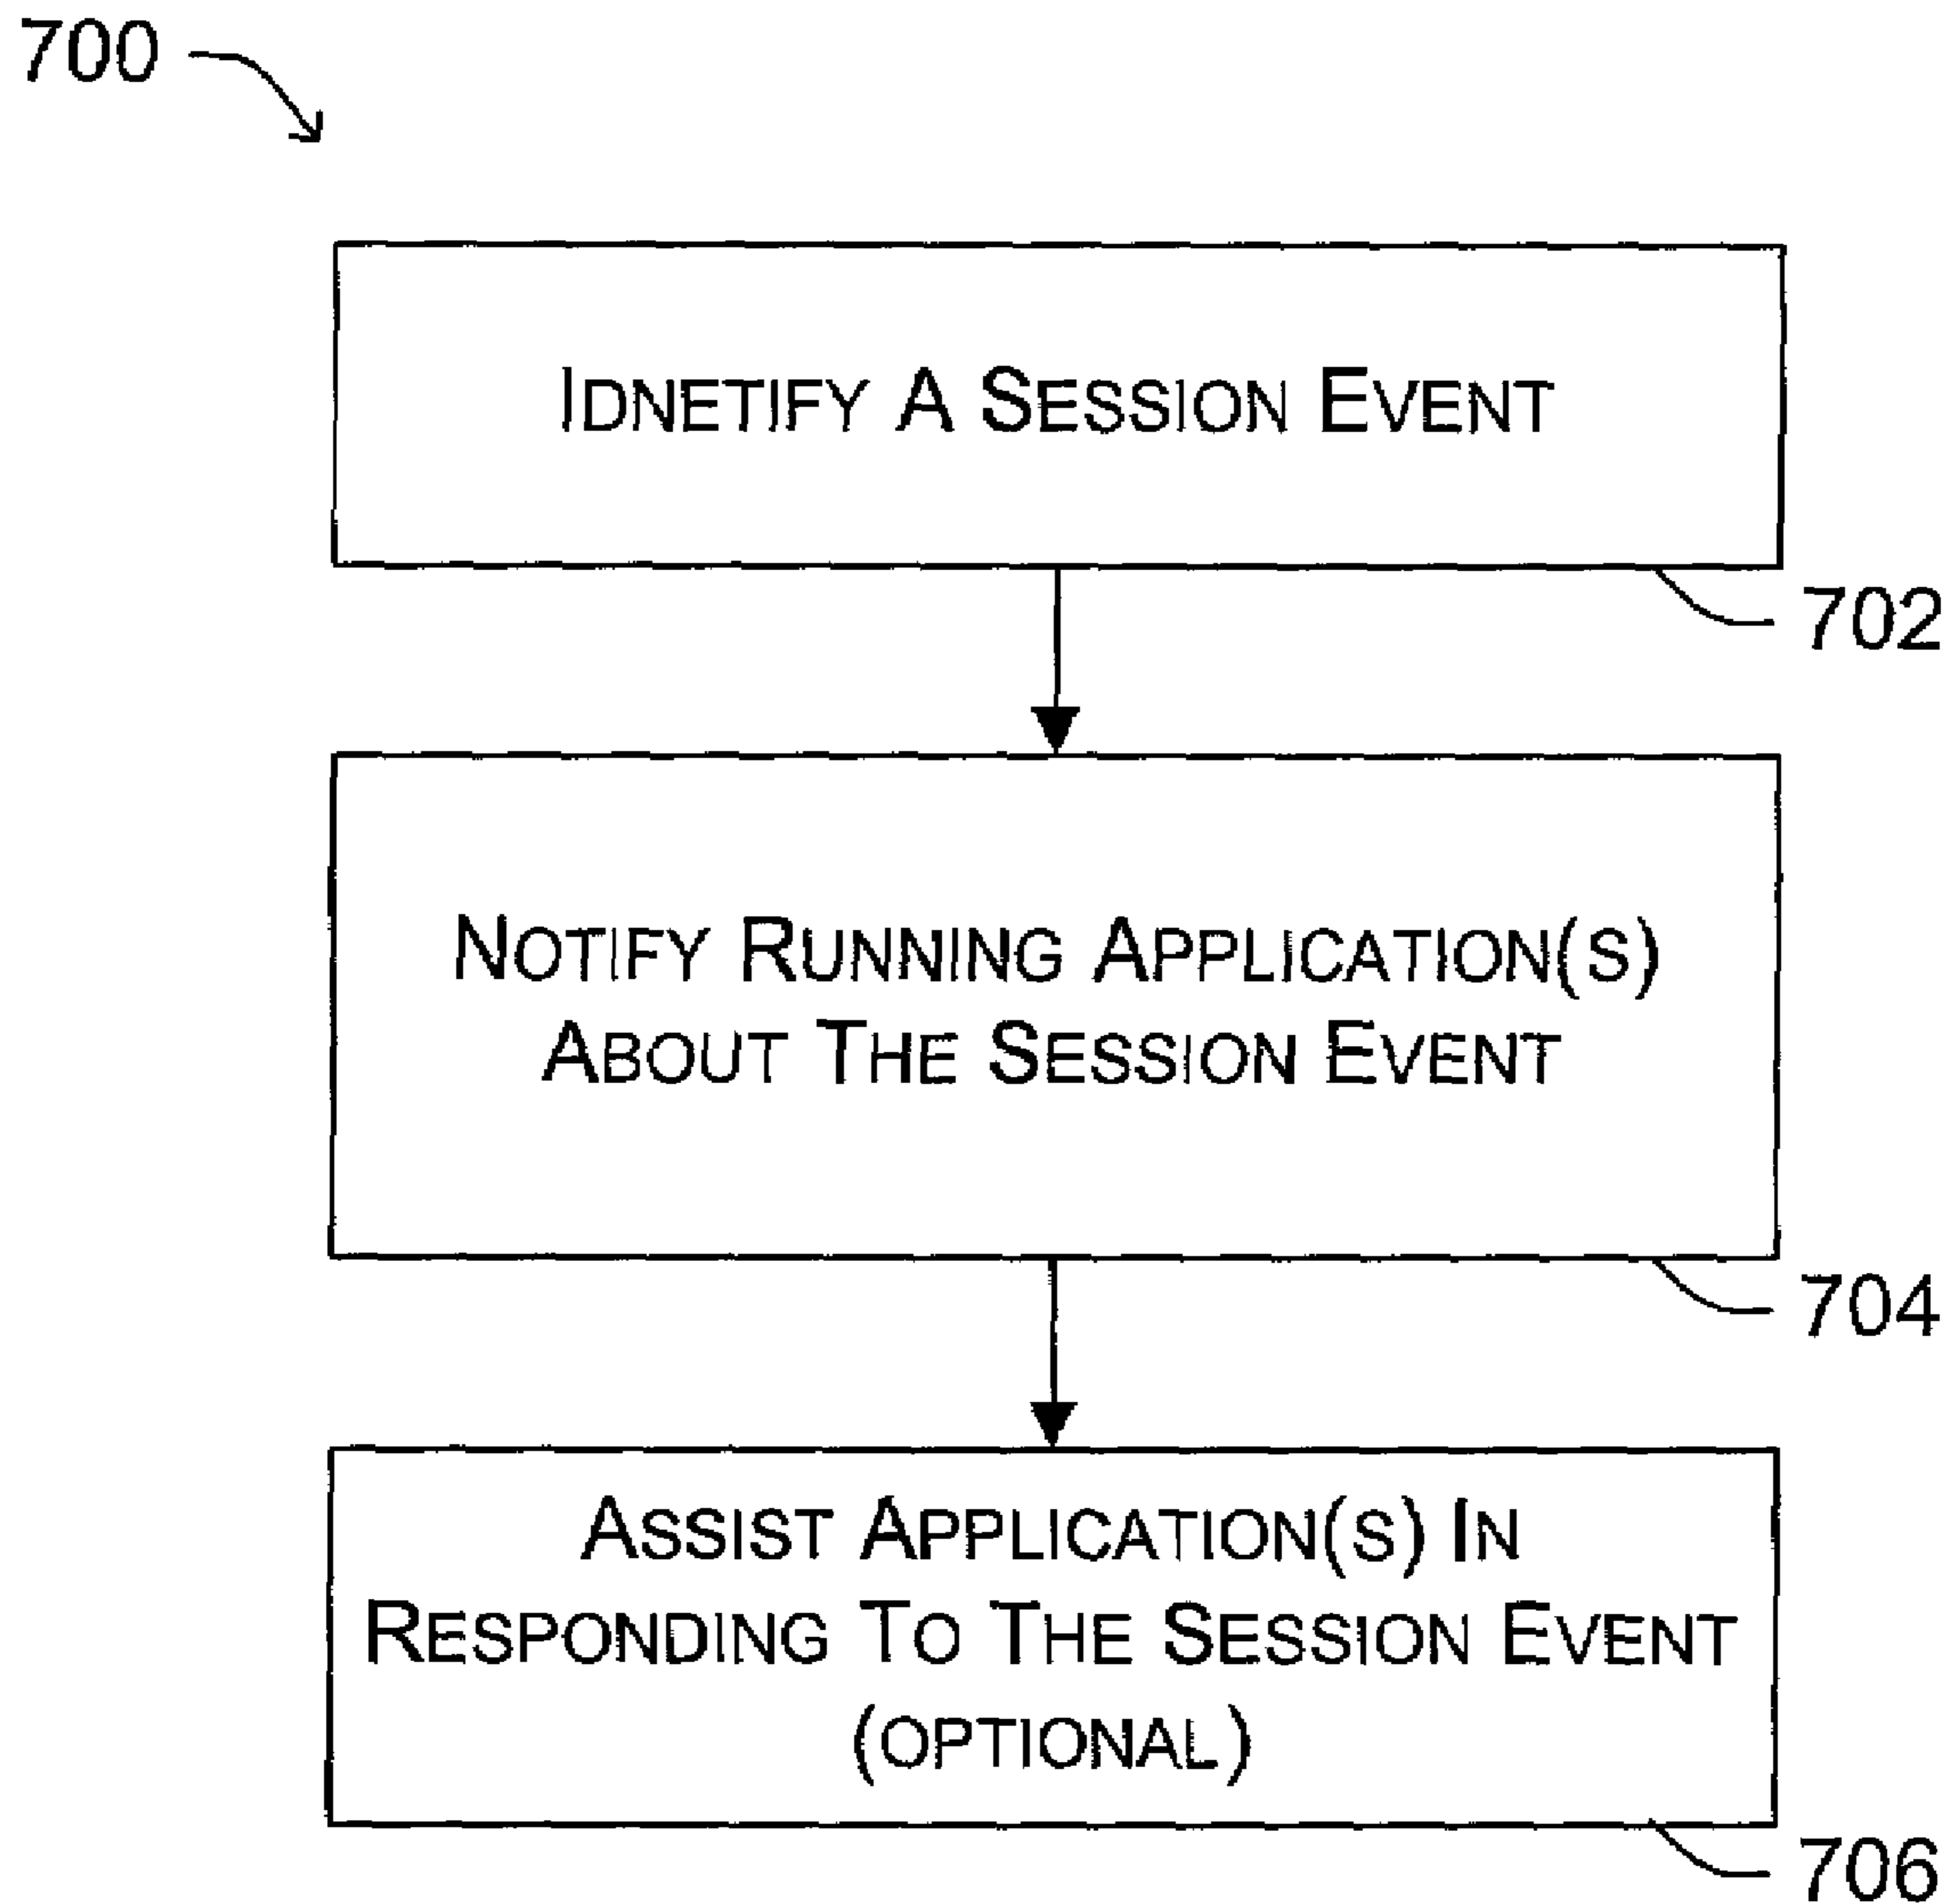 700
IDNETIFY A SESSION EVENT
702
NOTIFY RUNNING APPLICATION(S)
ABOUT THE SESSION EVENT
704
ASSIST APPLICATION(S) IN
RESPONDING TO THE SESSION EVENT
(OPTIONAL)
706